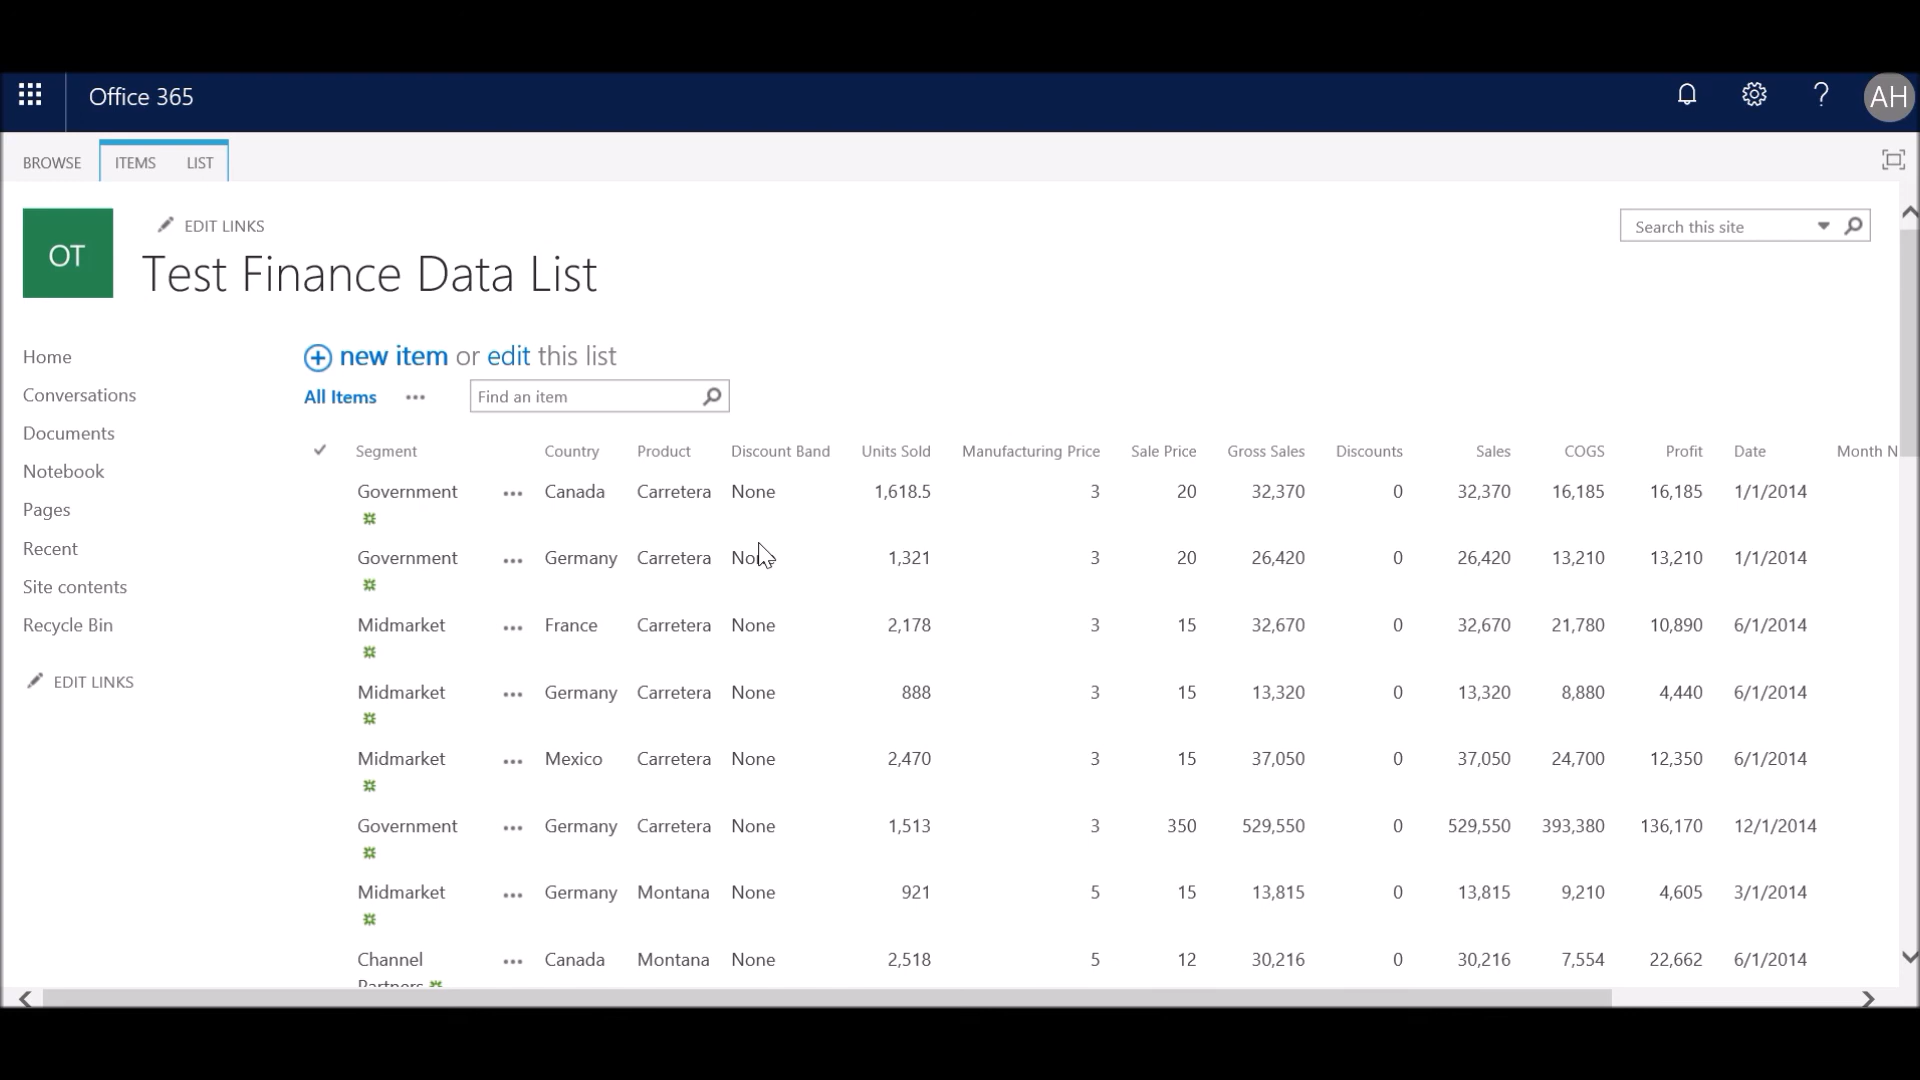 Office 365
? AH
BROWSE ITEMS LIST
OT
EDIT LINKS
Search this site
Test Finance Data List
Home
Conversations
Documents
Notebook
Pages
Recent
Site contents
Recycle Bin
EDIT LINKS
new item or edit this list
All Items ••• Find an item
Segment Country Product Discount Band Units Sold Manufacturing Price Sale Price Gross Sales Discounts Sales COGS Profit Date Month N
Government ••• Canada Carretera None 1,618.5 3 20 32,370 0 32,370 16,185 16,185 1/1/2014
Government ••• Germany Carretera None 1,321 3 20 26,420 0 26,420 13,210 13,210 1/1/2014
Midmarket ••• France Carretera None 2,178 3 15 32,670 0 32,670 21,780 10,890 6/1/2014
Midmarket ••• Germany Carretera None 888 3 15 13,320 0 13,320 8,880 4,440 6/1/2014
Midmarket ••• Mexico Carretera None 2,470 3 15 37,050 0 37,050 24,700 12,350 6/1/2014
Government ••• Germany Carretera None 1,513 3 350 529,550 0 529,550 393,380 136,170 12/1/2014
Midmarket ••• Germany Montana None 921 5 15 13,815 0 13,815 9,210 4,605 3/1/2014
Channel ••• Canada Montana None 2,518 5 12 30,216 0 30,216 7,554 22,662 6/1/2014
Partners